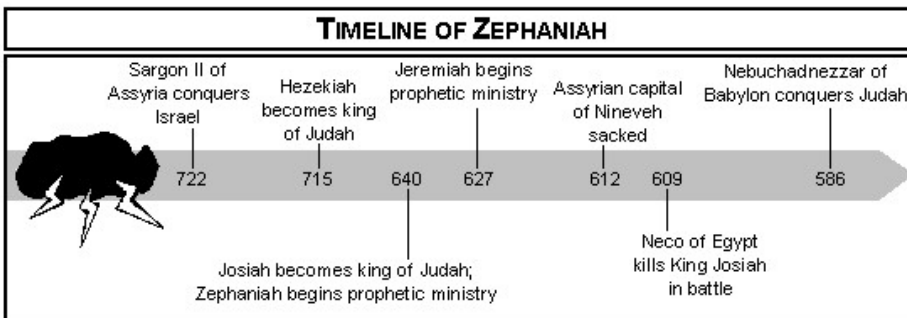 TIMELINE OF ZEPHANIAH
Sargon II of
Assyria conquers
Israel
Hezekiah
becomes king
of Judah
Jeremiah begins
prophetic ministry
Assyrian capital
of Nineveh
sacked
Nebuchadnezzar of
Babylon conquers Judah
722 715 640 627 612 609 586
Josiah becomes king of Judah;
Zephaniah begins prophetic ministry
Neco of Egypt
kills King Josiah
in battle